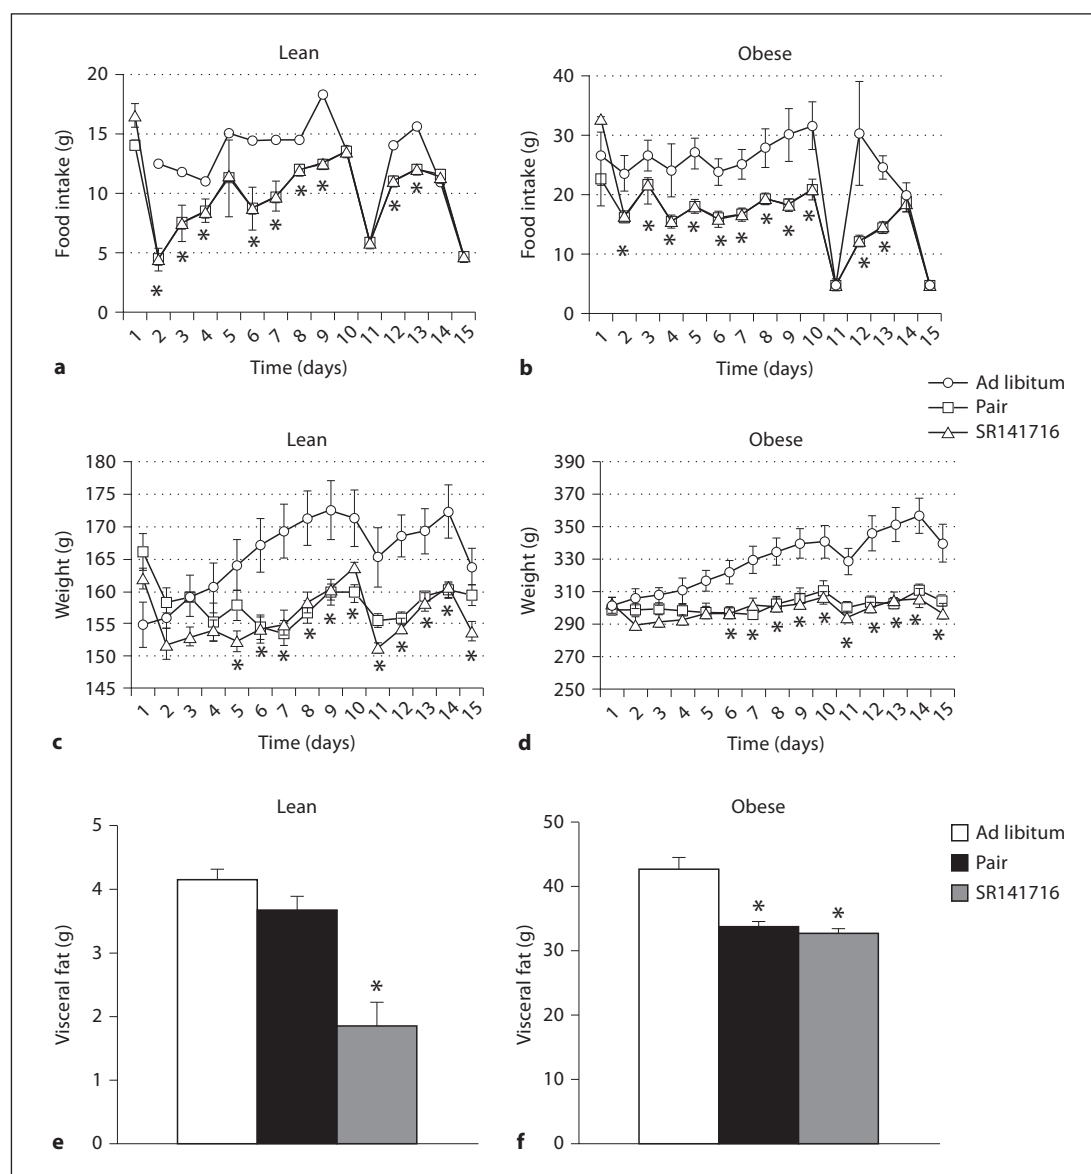 Lean
Food intake (g)
20
15
10
5
0
1 2 3 4 5 6 7 8 9 10 11 12 13 14 15
Time (days)
a
* * * * * * * * *
Obese
Food intake (g)
40
30
20
10
0
1 2 3 4 5 6 7 8 9 10 11 12 13 14 15
Time (days)
b
* * * * * * * * * * *
Ad libitum
Pair
SR141716
Lean
Weight (g)
180
175
170
165
160
155
150
145
1 2 3 4 5 6 7 8 9 10 11 12 13 14 15
Time (days)
c
* * * * * * * * * * *
Obese
Weight (g)
390
370
350
330
310
290
270
250
1 2 3 4 5 6 7 8 9 10 11 12 13 14 15
Time (days)
d
* * * * * * * * * *
Lean
Visceral fat (g)
5
4
3
2
1
0
*
e
Obese
Visceral fat (g)
50
40
30
20
10
0
* *
f
Ad libitum
Pair
SR141716